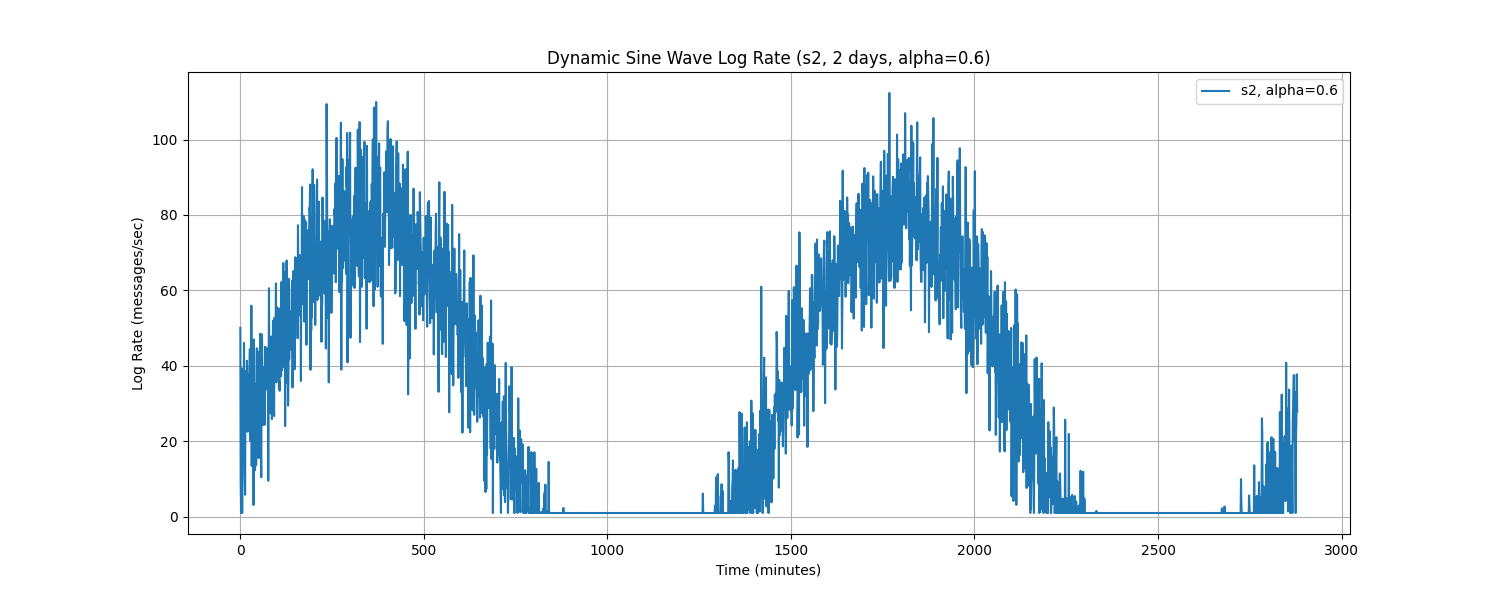 Dynamic Sine Wave Log Rate (s2, 2 days, alpha=0.6)
s2, alpha=0.6
Log Rate (messages/sec)
100
80
60
40
20
0
0 500 1000 1500 2000 2500 3000
Time (minutes)